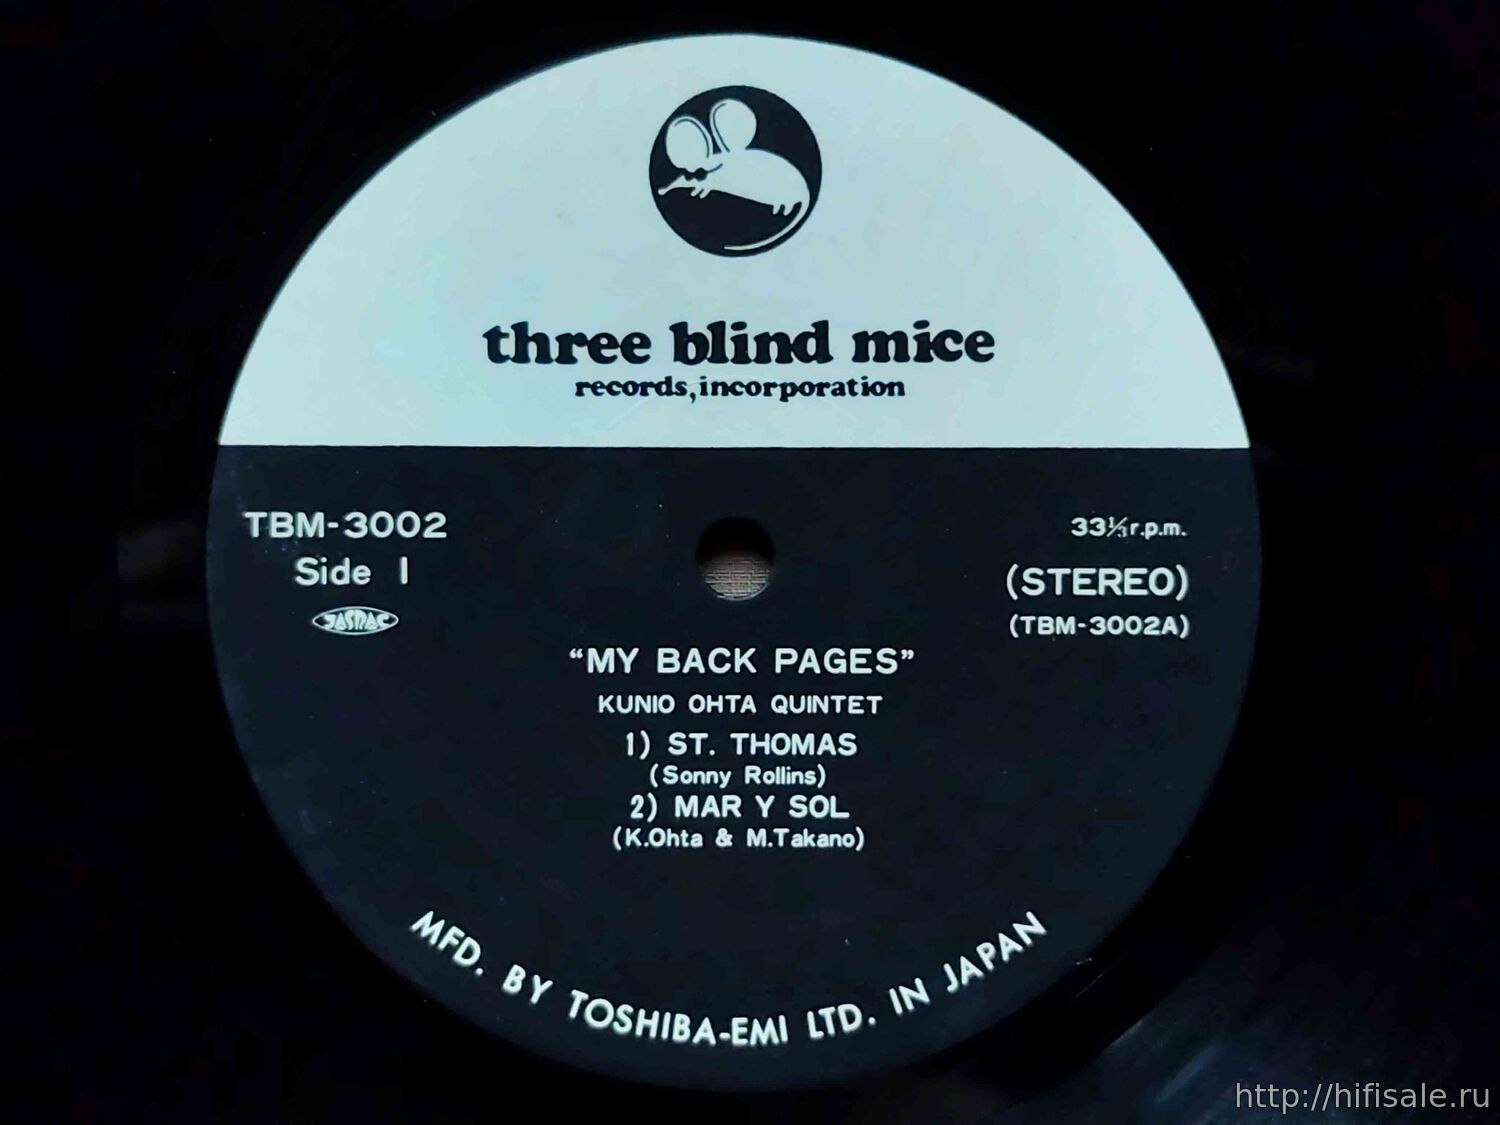 three blind mice
records, incorporation
TBM-3002
33⅓ r.p.m.
Side 1
(STEREO)
JASRAC
(TBM-3002A)
“MY BACK PAGES”
KUNIO OHTA QUINTET
1) ST. THOMAS
(Sonny Rollins)
2) MAR Y SOL
(K.Ohta & M.Takano)
MFD. BY TOSHIBA-EMI LTD. IN JAPAN
http://hifisale.ru